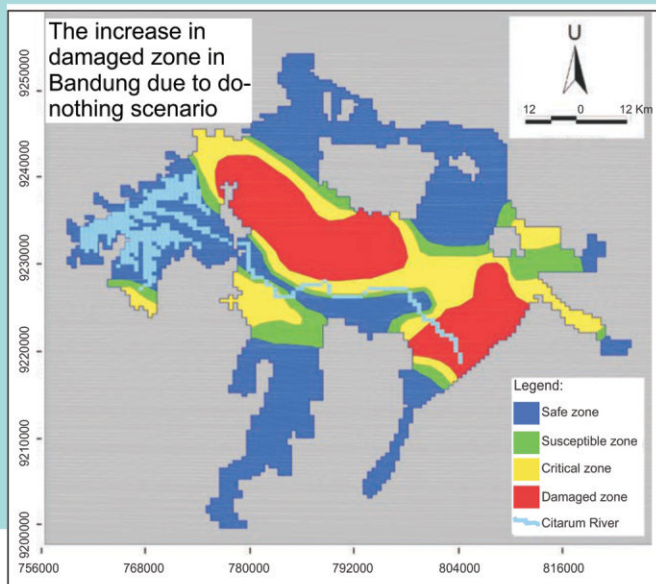 The increase in
damaged zone in
Bandung due to do-
nothing scenario
U
12 0 12 Km
9250000
9240000
9230000
9220000
9210000
9200000
Legend:
Safe zone
Susceptible zone
Critical zone
Damaged zone
Citarum River
756000 768000 780000 792000 804000 816000